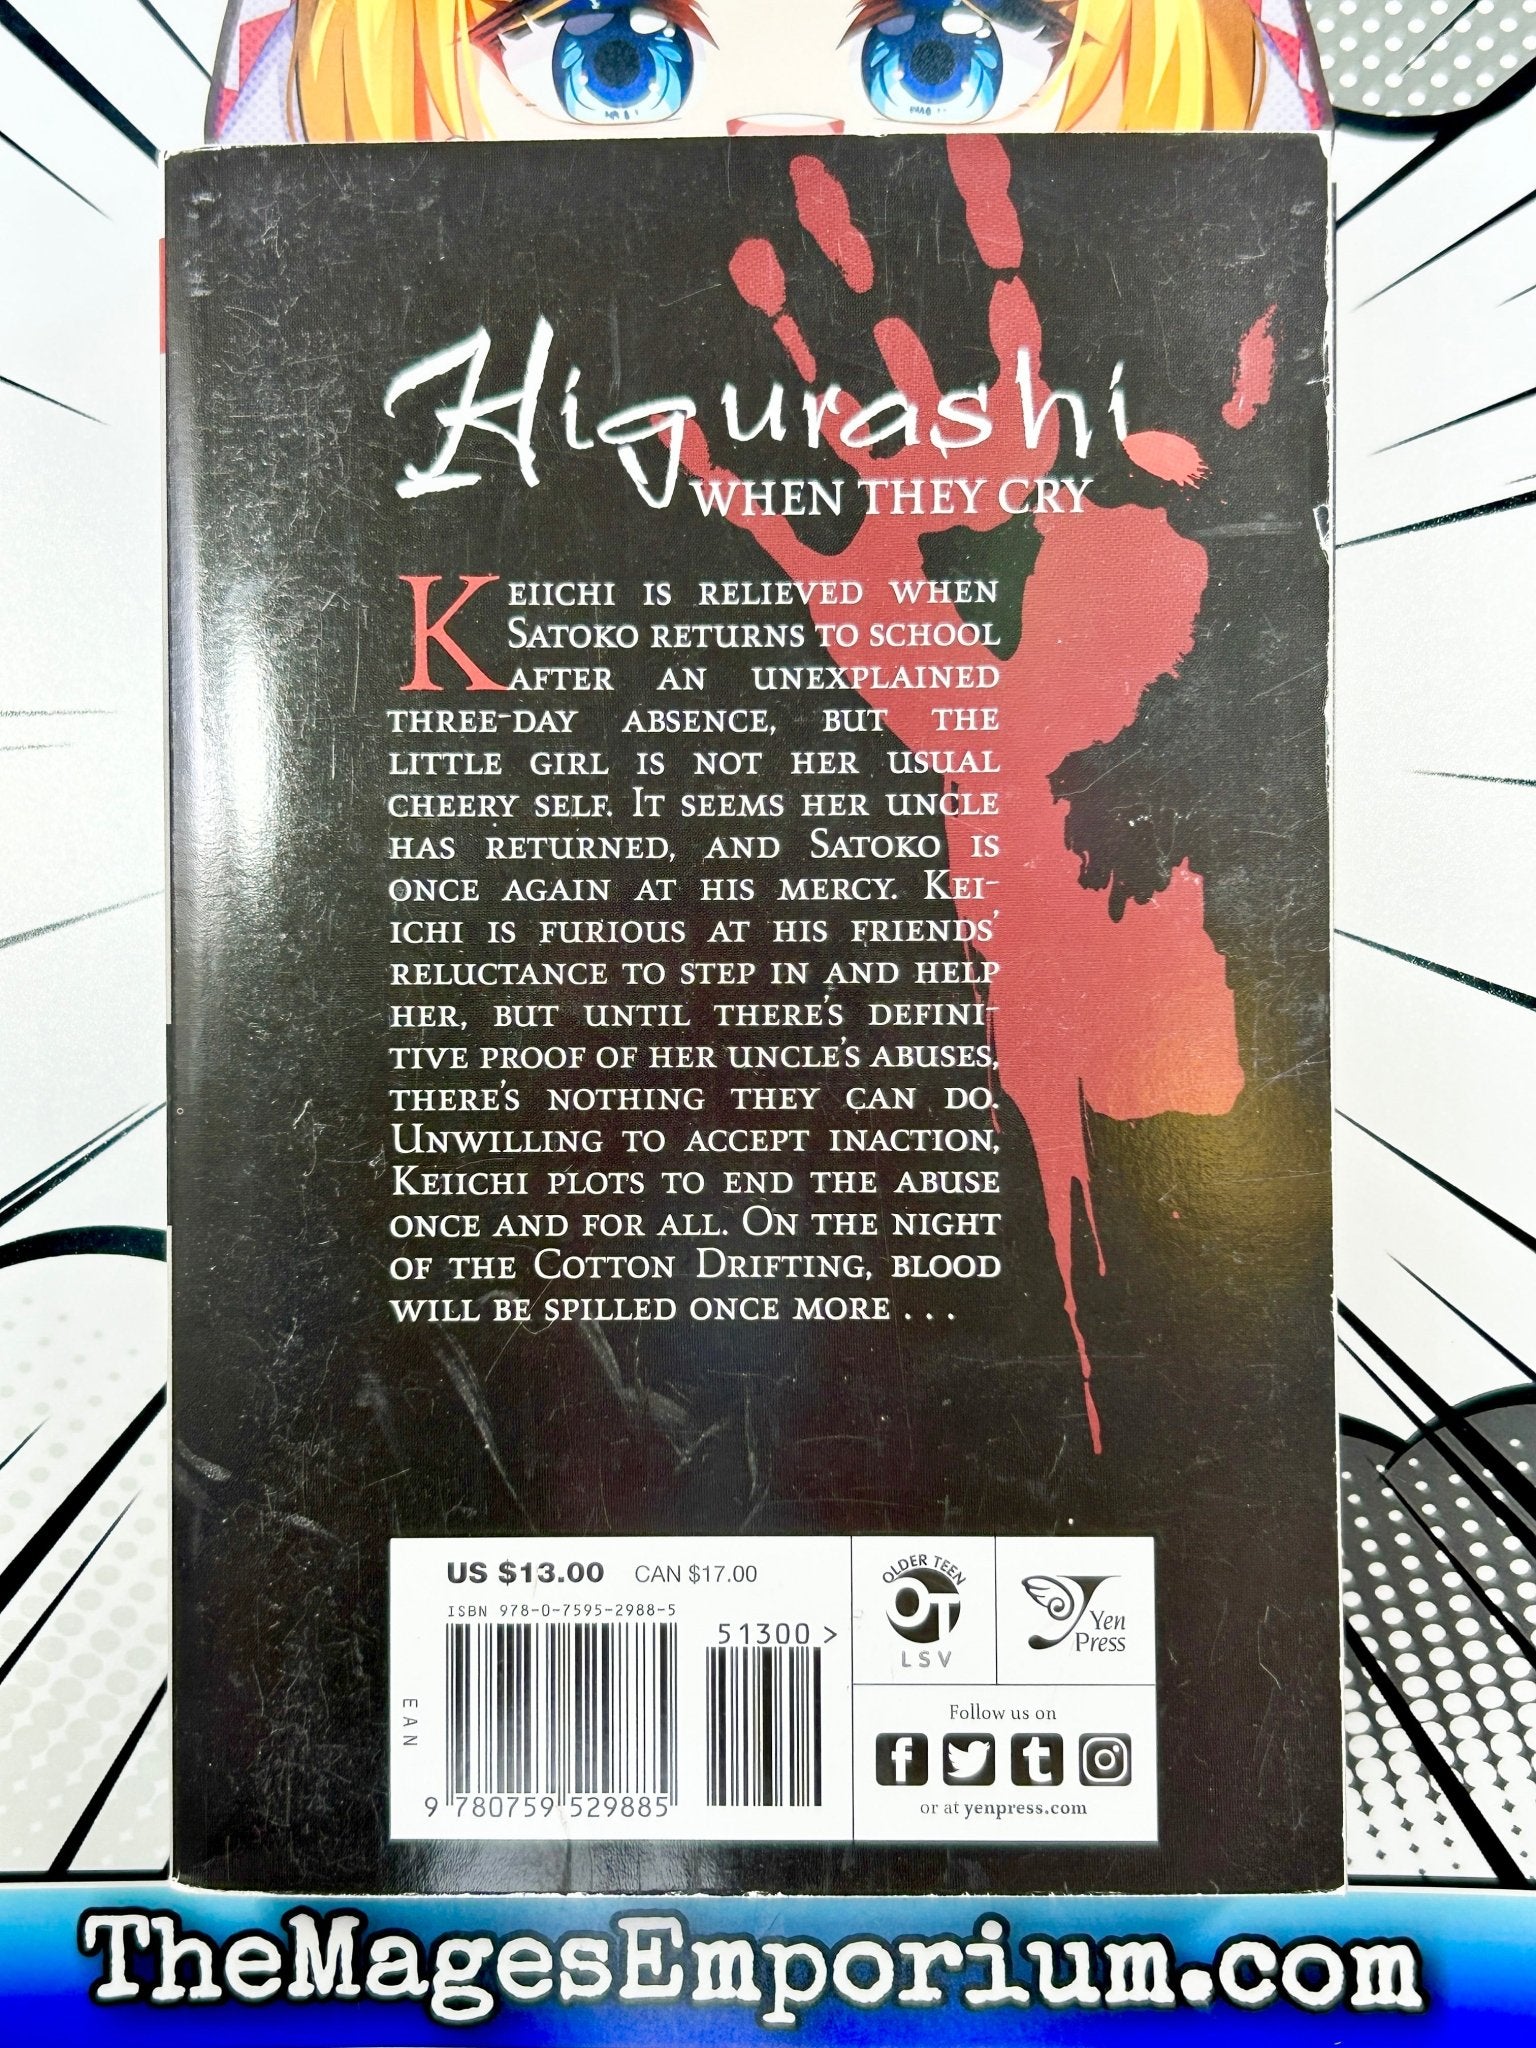 Higurashi
WHEN THEY CRY
KEIICHI IS RELIEVED WHEN
SATOKO RETURNS TO SCHOOL
AFTER AN UNEXPLAINED
THREE-DAY ABSENCE, BUT THE
LITTLE GIRL IS NOT HER USUAL
CHEERY SELF. IT SEEMS HER UNCLE
HAS RETURNED, AND SATOKO IS
ONCE AGAIN AT HIS MERCY. KEI-
ICHI IS FURIOUS AT HIS FRIENDS'
RELUCTANCE TO STEP IN AND HELP
HER, BUT UNTIL THERE'S DEFINI-
TIVE PROOF OF HER UNCLE'S ABUSES,
THERE'S NOTHING THEY CAN DO.
UNWILLING TO ACCEPT INACTION,
KEIICHI PLOTS TO END THE ABUSE
ONCE AND FOR ALL. ON THE NIGHT
OF THE COTTON DRIFTING, BLOOD
WILL BE SPILLED ONCE MORE . . .
US $13.00 CAN $17.00
ISBN 978-0-7595-2988-5
51300 >
EAN
9 780759 529885
OLDER TEEN
OT
LSV
Yen
Press
Follow us on
or at yenpress.com
TheMagesEmporium.com